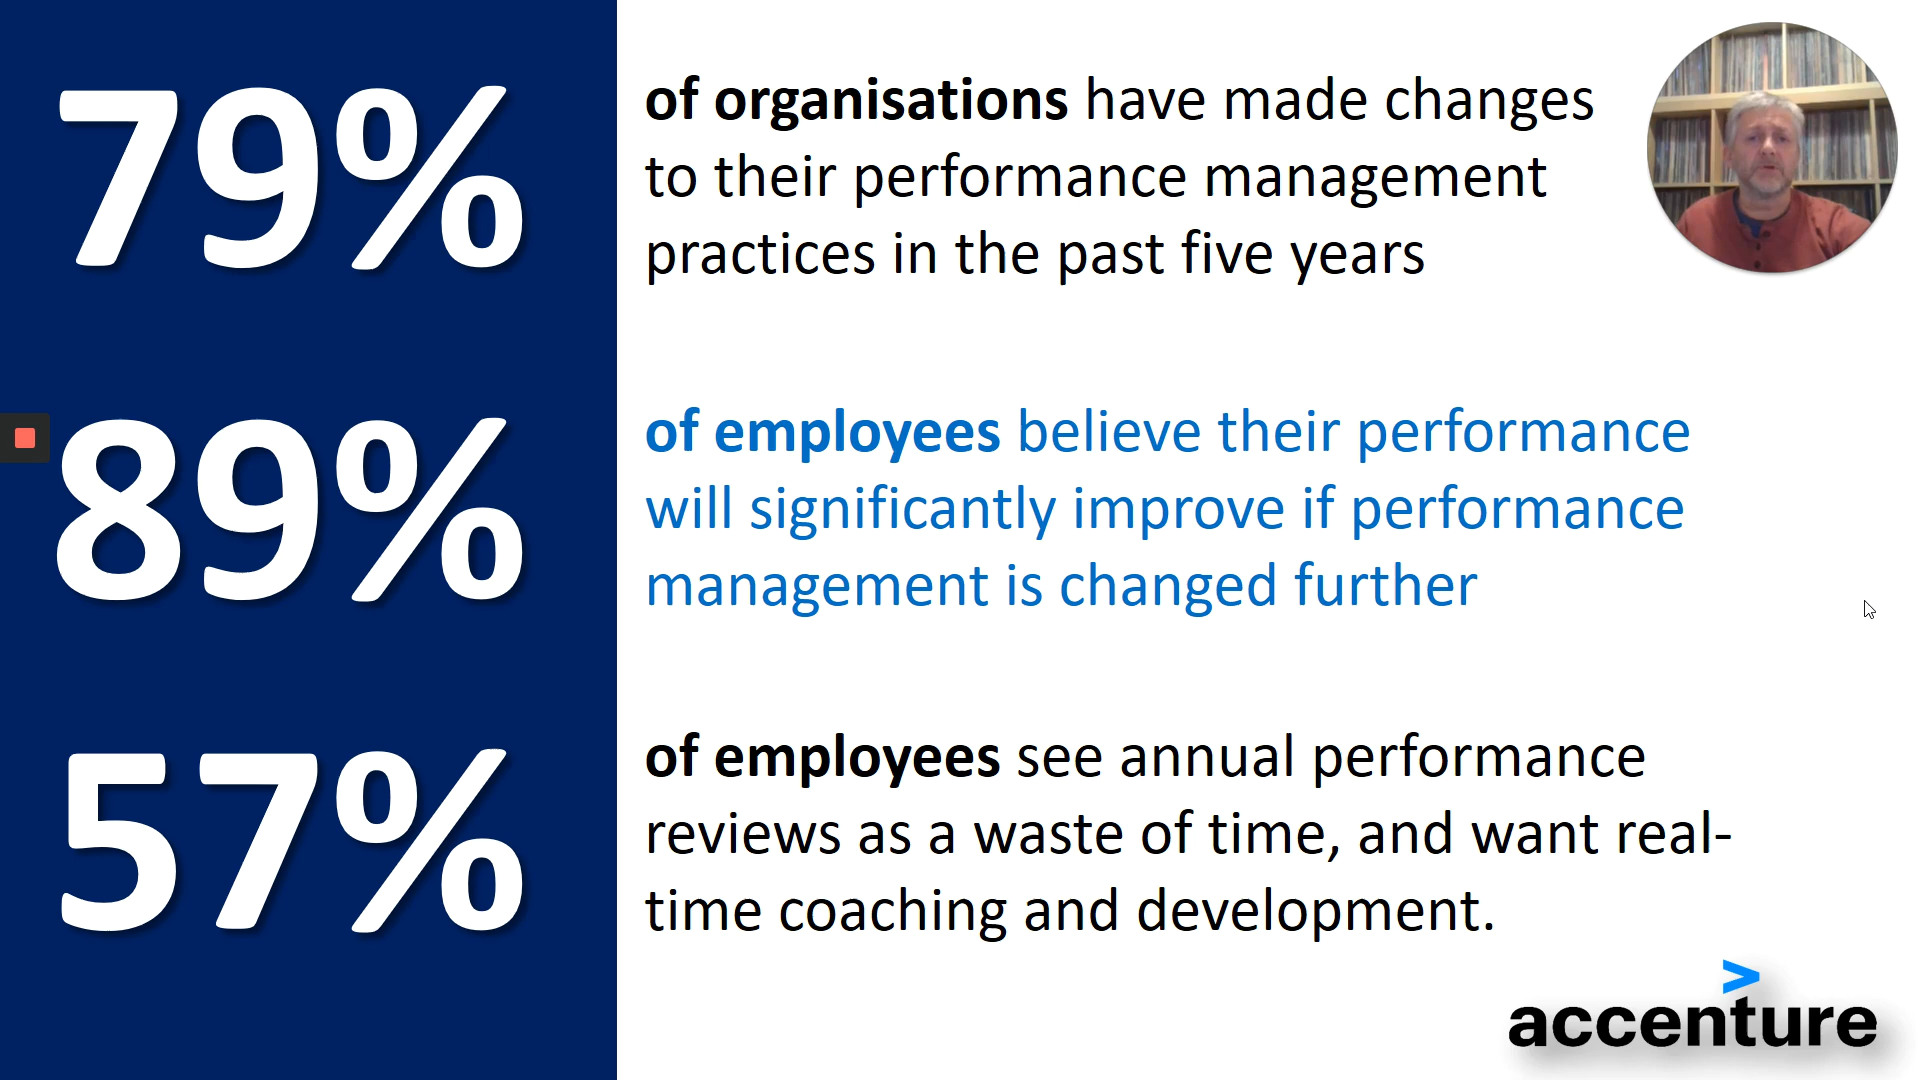 79%
of organisations have made changes
to their performance management
practices in the past five years
89%
of employees believe their performance
will significantly improve if performance
management is changed further
57%
of employees see annual performance
reviews as a waste of time, and want real-
time coaching and development.
>
accenture